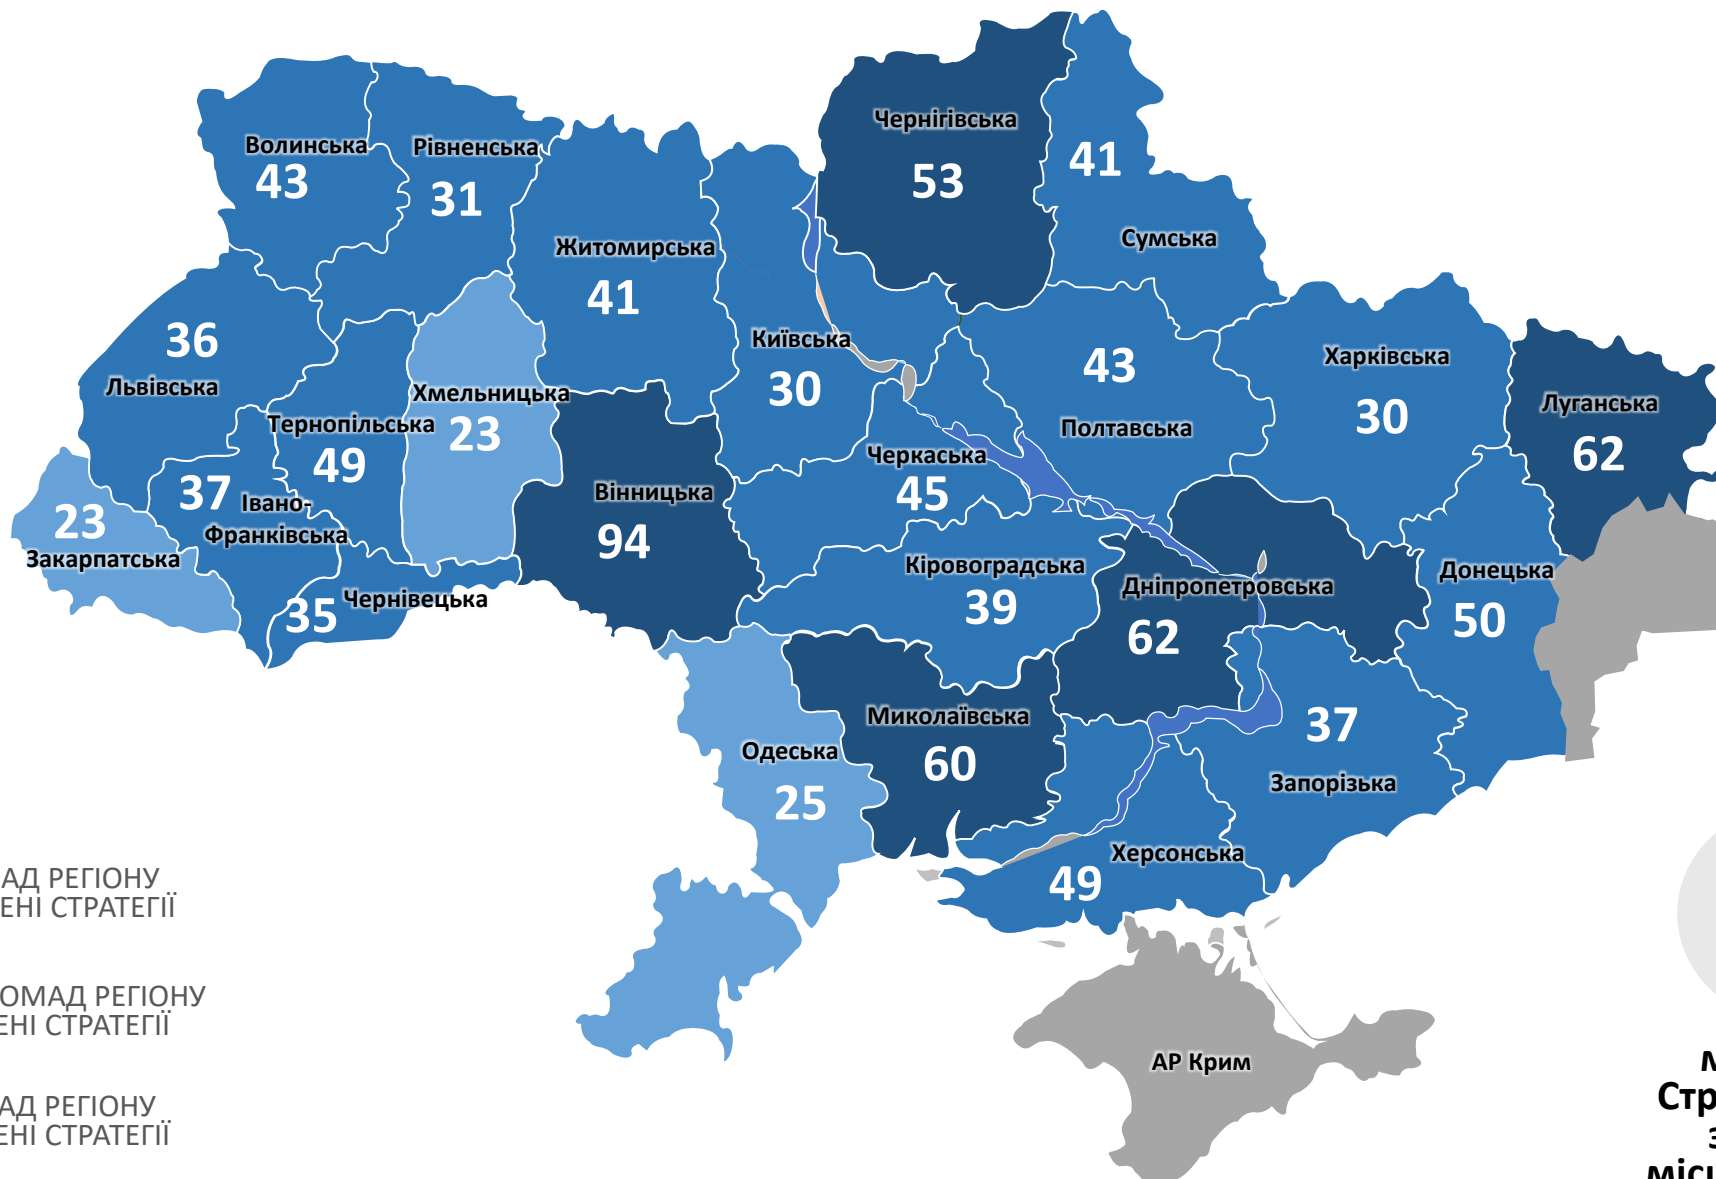 Чернігівська
53
41
Сумська
Волинська
43
Рівненська
31
Житомирська
41
36
Львівська
Київська
30
43
Полтавська
Харківська
30
Луганська
62
Хмельницька
23
Тернопільська
49
Черкаська
45
Вінницька
94
37
Івано-
Франківська
23
Закарпатська
35
Чернівецька
Кіровоградська
39
Дніпропетровська
62
Донецька
50
Миколаївська
60
Одеська
25
37
Запорізька
Херсонська
49
АР Крим
АД РЕГІОНУ
ЕНІ СТРАТЕГІЇ
ОМАД РЕГІОНУ
ЕНІ СТРАТЕГІЇ
АД РЕГІОНУ
ЕНІ СТРАТЕГІЇ